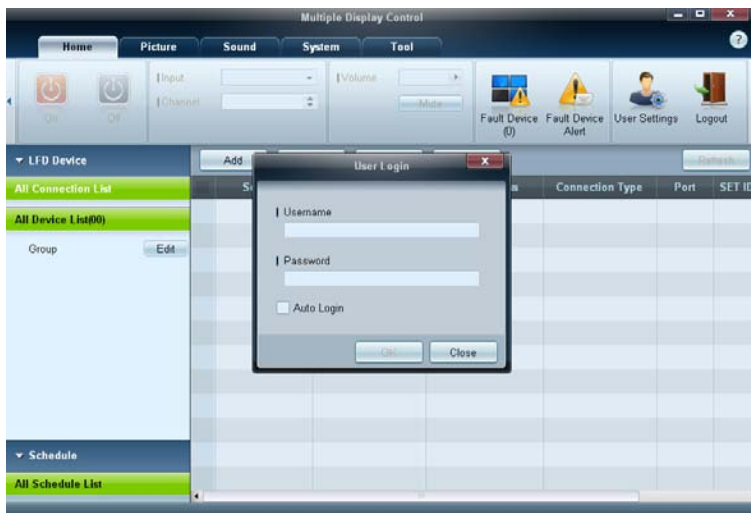 Multiple Display Control
Home Picture Sound System Tool
Input
Channel
Volume
Mute
On Off
Fault Device (0)
Fault Device Alert
User Settings
Logout
LFD Device
All Connection List
All Device List(00)
Group Edit
Add
Refresh
Connection Type Port SET ID
User Login
Username
Password
Auto Login
OK Close
Schedule
All Schedule List